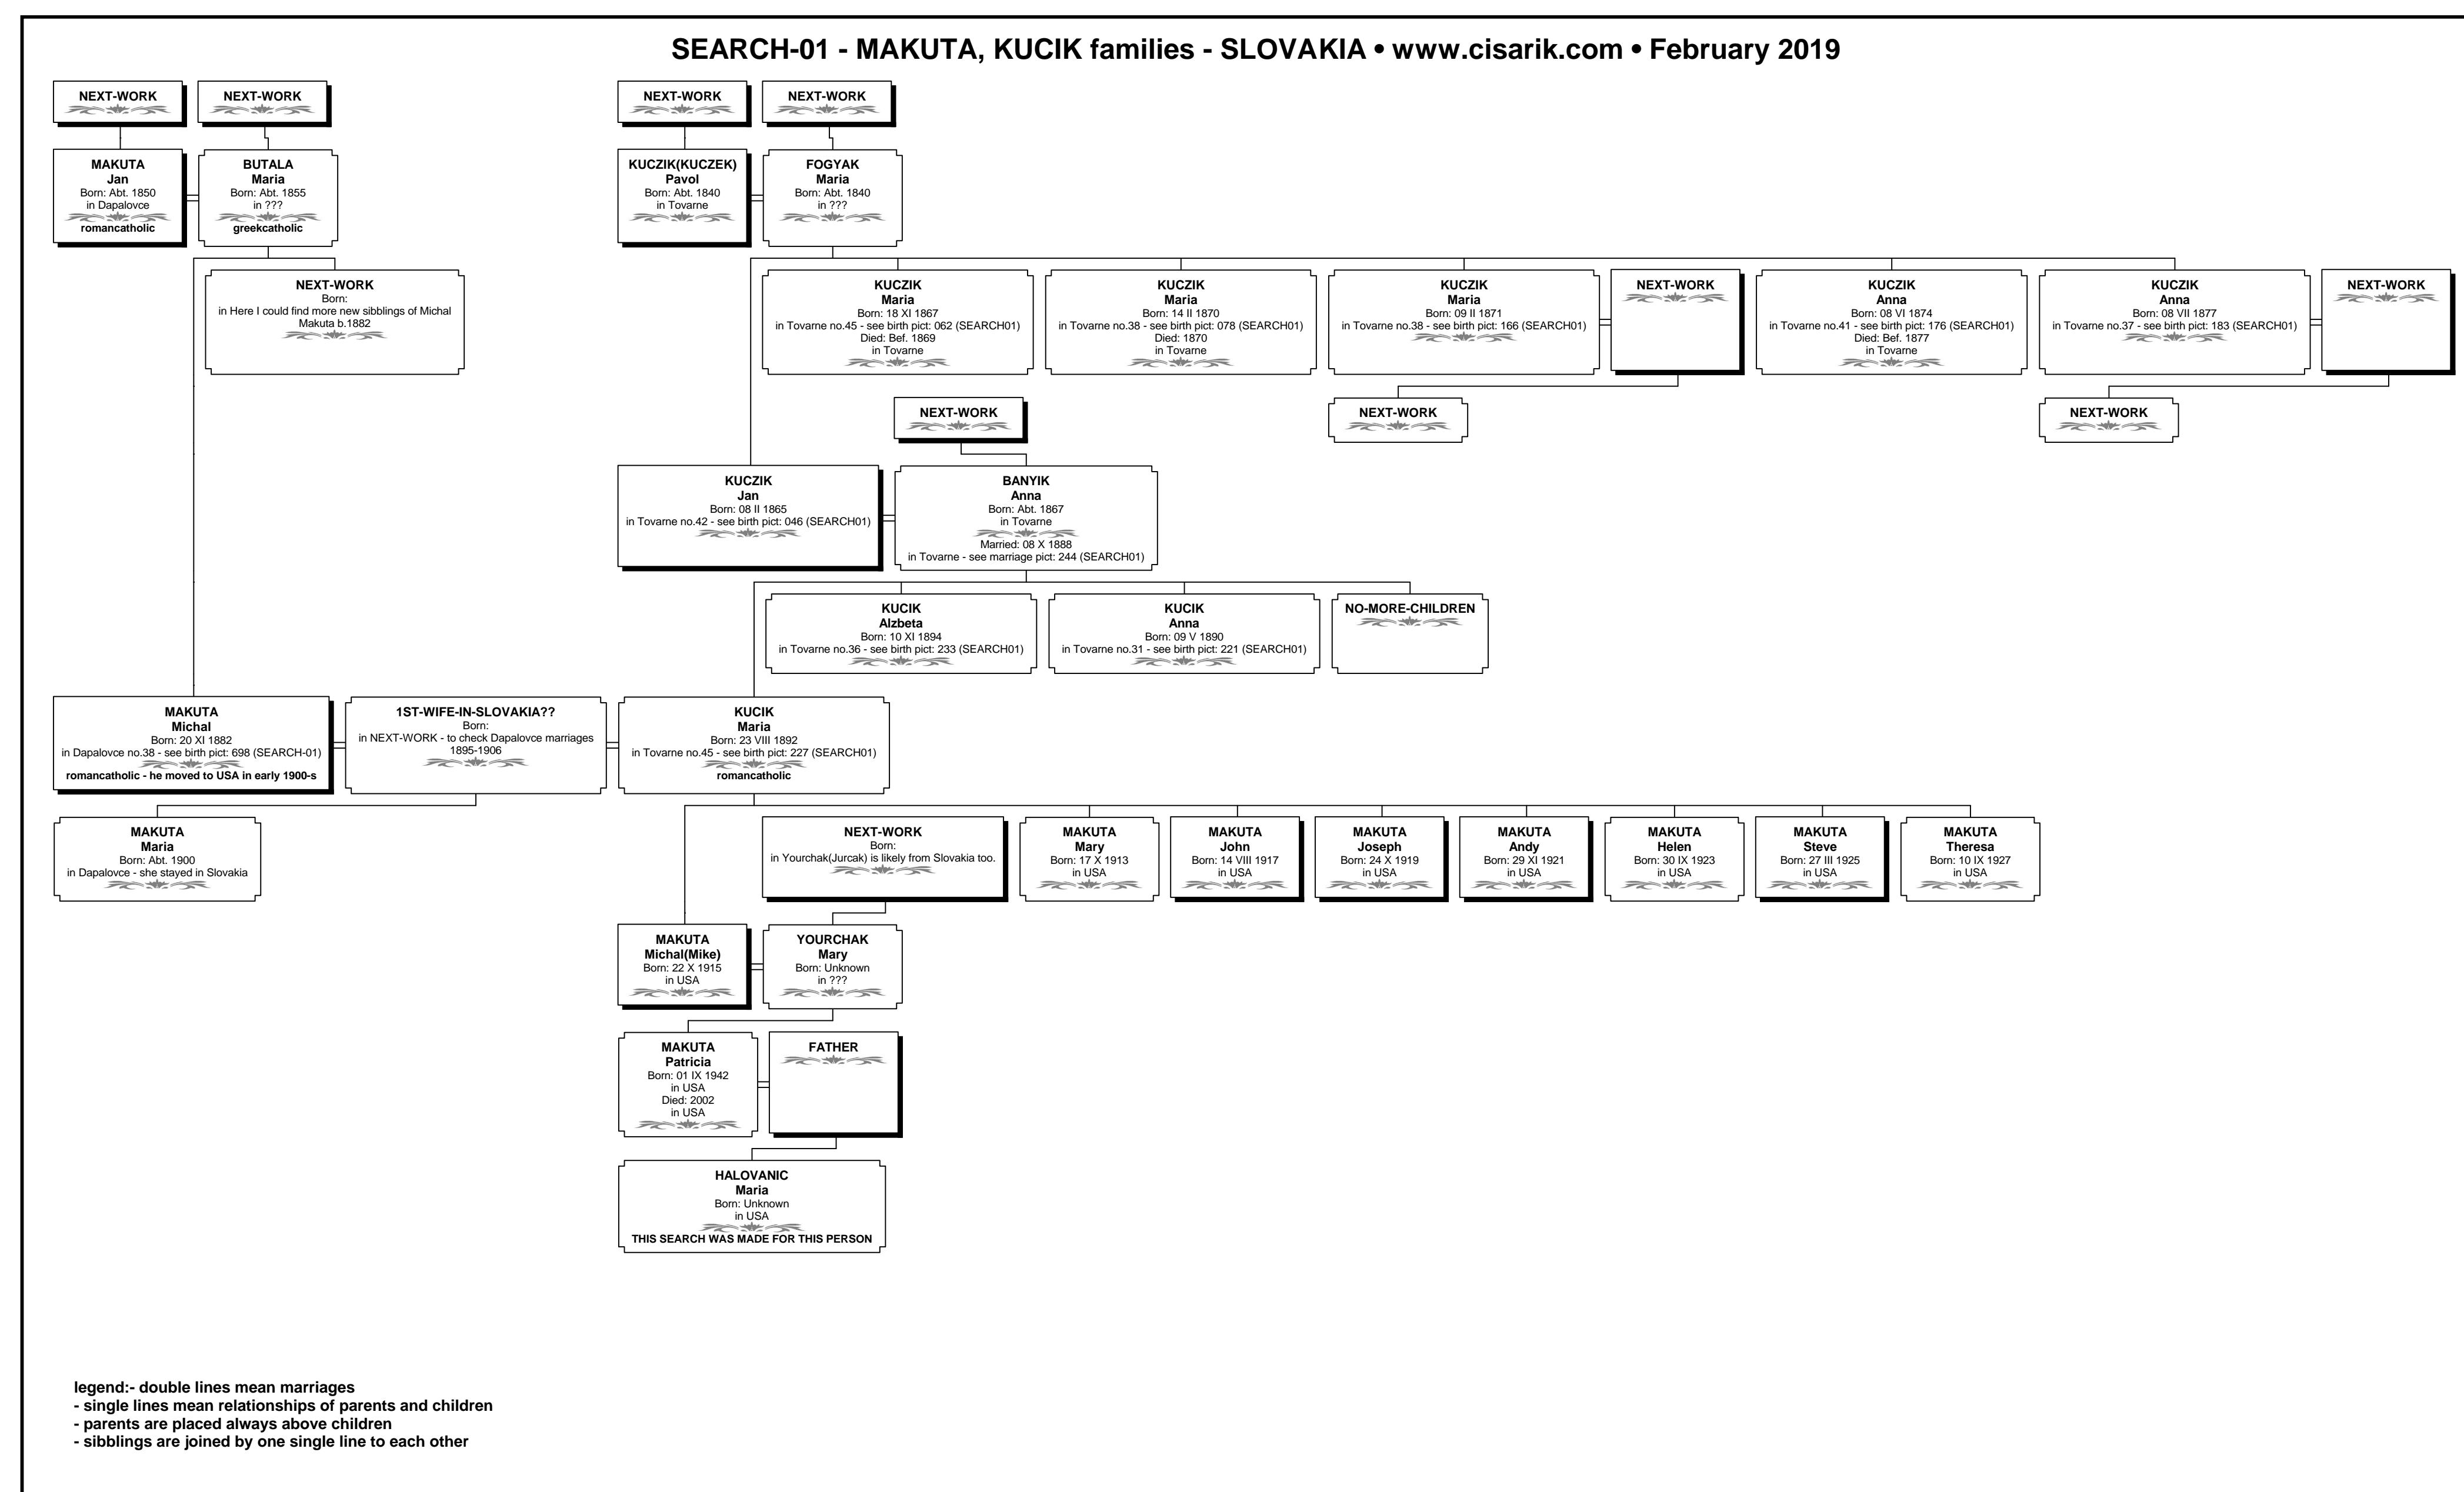 SEARCH-01 - MAKUTA, KUCIK families - SLOVAKIA • www.cisarik.com • February 2019
NEXT-WORK
NEXT-WORK
NEXT-WORK
NEXT-WORK
MAKUTA
Jan
Born: Abt. 1850
in Dapalovce
romancatholic
BUTALA
Maria
Born: Abt. 1855
in ???
greekcatholic
KUCZIK(KUCZEK)
Pavol
Born: Abt. 1840
in Tovarne
FOGYAK
Maria
Born: Abt. 1840
in ???
NEXT-WORK
Born:
in Here I could find more new sibblings of Michal
Makuta b.1882
KUCZIK
Maria
Born: 18 XI 1867
in Tovarne no.45 - see birth pict: 062 (SEARCH01)
Died: Bef. 1869
in Tovarne
KUCZIK
Maria
Born: 14 II 1870
in Tovarne no.38 - see birth pict: 078 (SEARCH01)
Died: 1870
in Tovarne
KUCZIK
Maria
Born: 09 II 1871
in Tovarne no.38 - see birth pict: 166 (SEARCH01)
NEXT-WORK
KUCZIK
Anna
Born: 08 VI 1874
in Tovarne no.41 - see birth pict: 176 (SEARCH01)
Died: Bef. 1877
in Tovarne
KUCZIK
Anna
Born: 08 VII 1877
in Tovarne no.37 - see birth pict: 183 (SEARCH01)
NEXT-WORK
NEXT-WORK
NEXT-WORK
NEXT-WORK
KUCZIK
Jan
Born: 08 II 1865
in Tovarne no.42 - see birth pict: 046 (SEARCH01)
BANYIK
Anna
Born: Abt. 1867
in Tovarne
Married: 08 X 1888
in Tovarne - see marriage pict: 244 (SEARCH01)
KUCIK
Alzbeta
Born: 10 XI 1894
in Tovarne no.36 - see birth pict: 233 (SEARCH01)
KUCIK
Anna
Born: 09 V 1890
in Tovarne no.31 - see birth pict: 221 (SEARCH01)
NO-MORE-CHILDREN
MAKUTA
Michal
Born: 20 XI 1882
in Dapalovce no.38 - see birth pict: 698 (SEARCH-01)
romancatholic - he moved to USA in early 1900-s
1ST-WIFE-IN-SLOVAKIA??
Born:
in NEXT-WORK - to check Dapalovce marriages
1895-1906
KUCIK
Maria
Born: 23 VIII 1892
in Tovarne no.45 - see birth pict: 227 (SEARCH01)
romancatholic
MAKUTA
Maria
Born: Abt. 1900
in Dapalovce - she stayed in Slovakia
NEXT-WORK
Born:
in Yourchak(Jurcak) is likely from Slovakia too.
MAKUTA
Mary
Born: 17 X 1913
in USA
MAKUTA
John
Born: 14 VIII 1917
in USA
MAKUTA
Joseph
Born: 24 X 1919
in USA
MAKUTA
Andy
Born: 29 XI 1921
in USA
MAKUTA
Helen
Born: 30 IX 1923
in USA
MAKUTA
Steve
Born: 27 III 1925
in USA
MAKUTA
Theresa
Born: 10 IX 1927
in USA
MAKUTA
Michal(Mike)
Born: 22 X 1915
in USA
YOURCHAK
Mary
Born: Unknown
in ???
MAKUTA
Patricia
Born: 01 IX 1942
in USA
Died: 2002
in USA
FATHER
HALOVANIC
Maria
Born: Unknown
in USA
THIS SEARCH WAS MADE FOR THIS PERSON
legend:- double lines mean marriages
- single lines mean relationships of parents and children
- parents are placed always above children
- sibblings are joined by one single line to each other